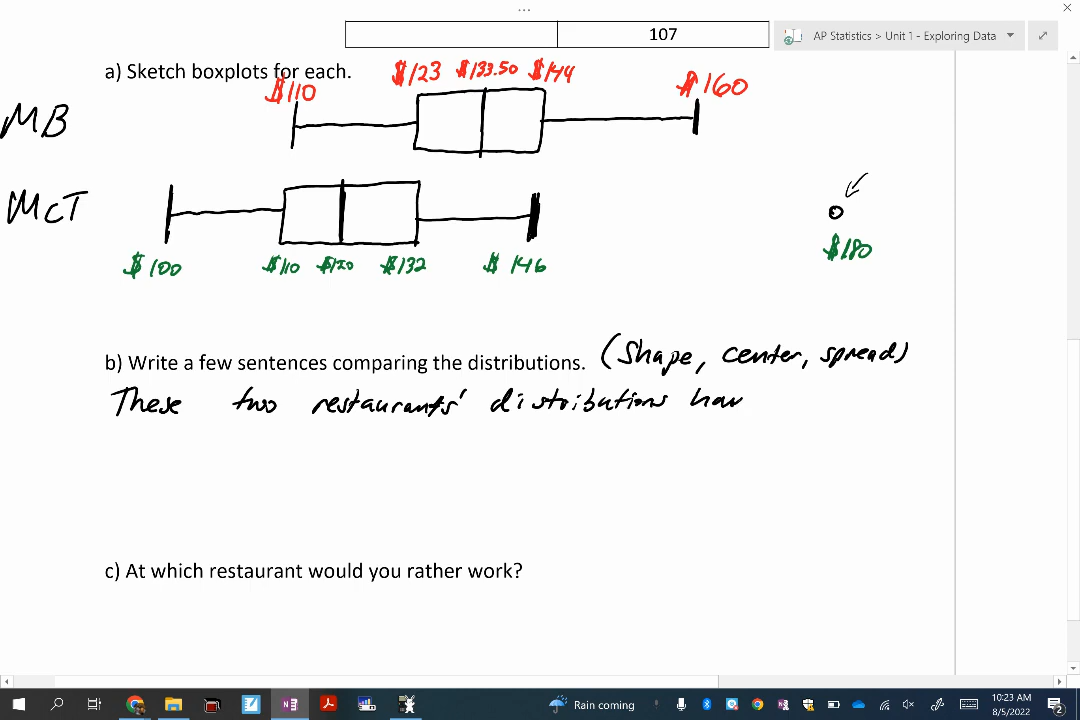 ...
107
AP Statistics > Unit 1 - Exploring Data
a) Sketch boxplots for each.
$123 $133.50 $144
$110 $160
MB
McT
$100 $110 $120 $132 $146 $180
b) Write a few sentences comparing the distributions. (Shape, center, spread)
These two restaurants' distributions hav
c) At which restaurant would you rather work?
Rain coming
10:23 AM
8/5/2022
2